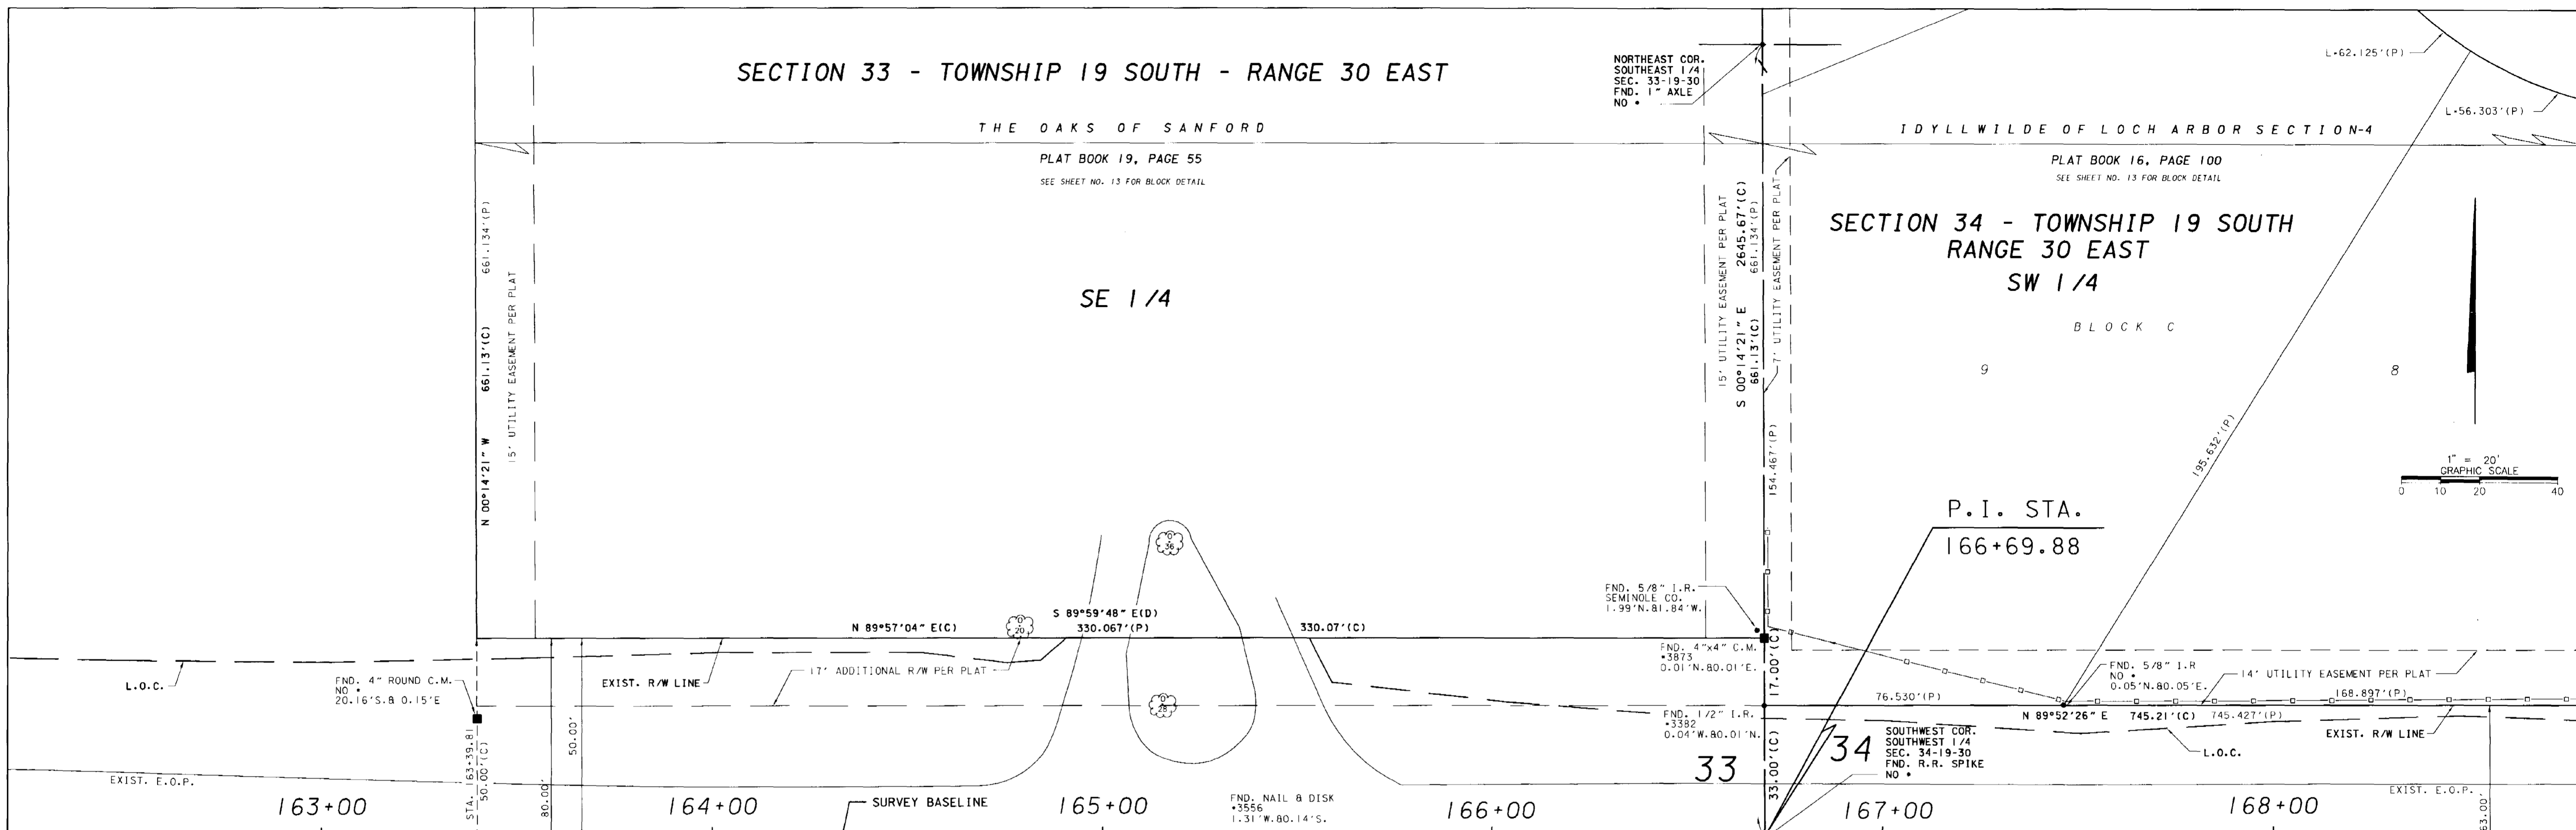 SECTION 33 - TOWNSHIP 19 SOUTH - RANGE 30 EAST
THE OAKS OF SANFORD
PLAT BOOK 19, PAGE 55
SEE SHEET NO. 13 FOR BLOCK DETAIL
NORTHEAST COR.
SOUTHEAST 1/4
SEC. 33-19-30
FND. 1" AXLE
NO *
L=62.125'(P)
L=56.303'(P)
IDYLLWILDE OF LOCH ARBOR SECTION-4
PLAT BOOK 16, PAGE 100
SEE SHEET NO. 13 FOR BLOCK DETAIL
SECTION 34 - TOWNSHIP 19 SOUTH
RANGE 30 EAST
SW 1/4
BLOCK C
9
8
SE 1/4
N 00°14'21" W 661.13'(C) 661.134'(P)
15' UTILITY EASEMENT PER PLAT
15' UTILITY EASEMENT PER PLAT
S 00°14'21" E 2645.67'(C)
661.13'(C) 661.134'(P)
7' UTILITY EASEMENT PER PLAT
154.467'(P)
195.632'(P)
1" = 20'
GRAPHIC SCALE
0 10 20 40
P.I. STA.
166+69.88
36
20
28
S 89°59'48" E(D)
N 89°57'04" E(C)
330.067'(P)
330.07'(C)
FND. 5/8" I.R.
SEMINOLE CO.
1.99'N.&1.84'W.
FND. 4"x4" C.M.
*3873
0.01'N.&0.01'E.
17.00'(C)
L.O.C.
FND. 4" ROUND C.M.
NO *
20.16'S.& 0.15'E
EXIST. R/W LINE
17' ADDITIONAL R/W PER PLAT
FND. 5/8" I.R
NO *
0.05'N.&0.05'E.
14' UTILITY EASEMENT PER PLAT
76.530'(P)
168.897'(P)
FND. 1/2" I.R.
*3382
0.04'W.&0.01'N.
N 89°52'26" E 745.21'(C) 745.427'(P)
EXIST. R/W LINE
L.O.C.
33
34
SOUTHWEST COR.
SOUTHWEST 1/4
SEC. 34-19-30
FND. R.R. SPIKE
NO *
33.00'(C)
STA. 163+39.81
50.00'(C)
50.00'
80.00'
63.00'
EXIST. E.O.P.
EXIST. E.O.P.
163+00
164+00
SURVEY BASELINE
165+00
FND. NAIL & DISK
*3556
1.31'W.&0.14'S.
166+00
167+00
168+00